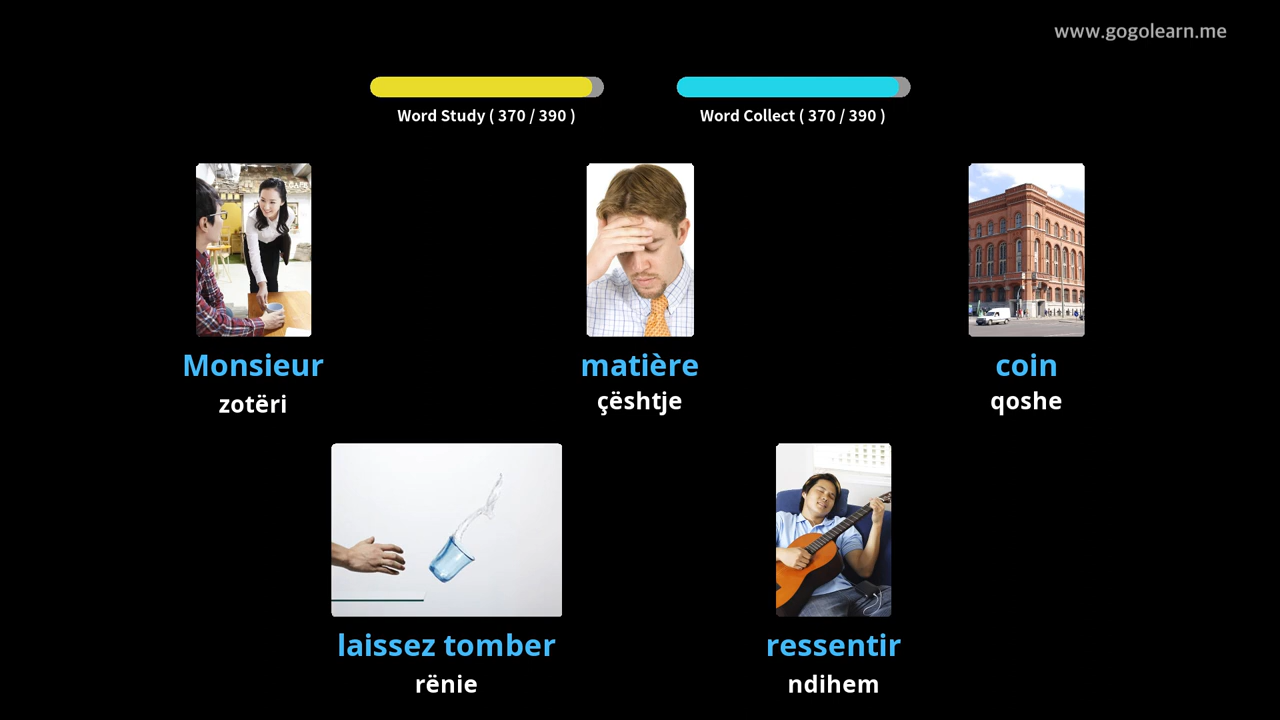 www.gogolearn.me
Word Study ( 370 / 390 )
Word Collect ( 370 / 390 )
Monsieur
zotëri
matière
çështje
coin
qoshe
laissez tomber
rënie
ressentir
ndihem